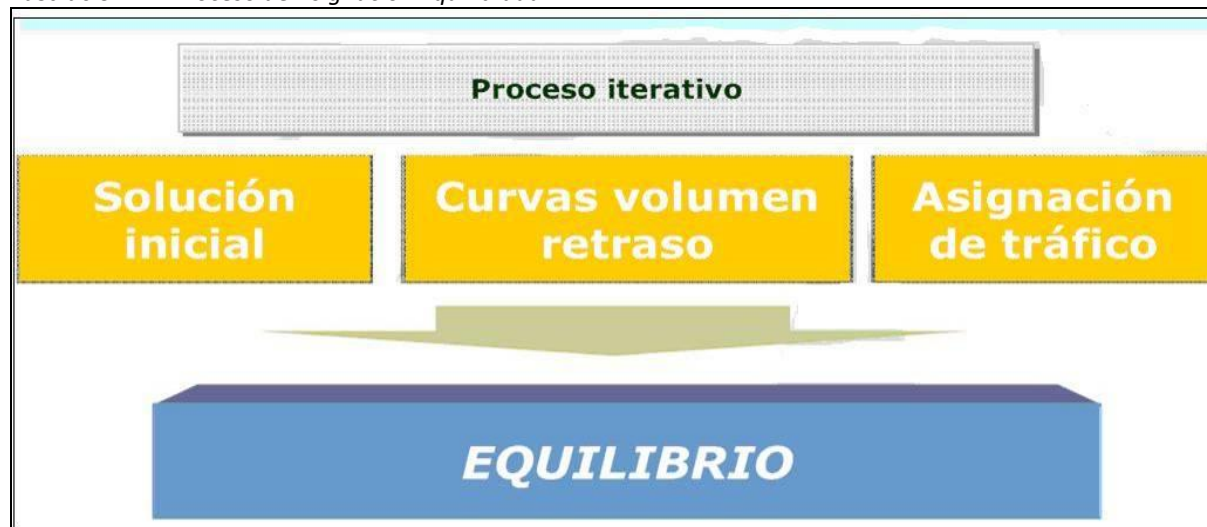 Proceso iterativo
Solución
inicial
Curvas volumen
retraso
Asignación
de tráfico
EQUILIBRIO